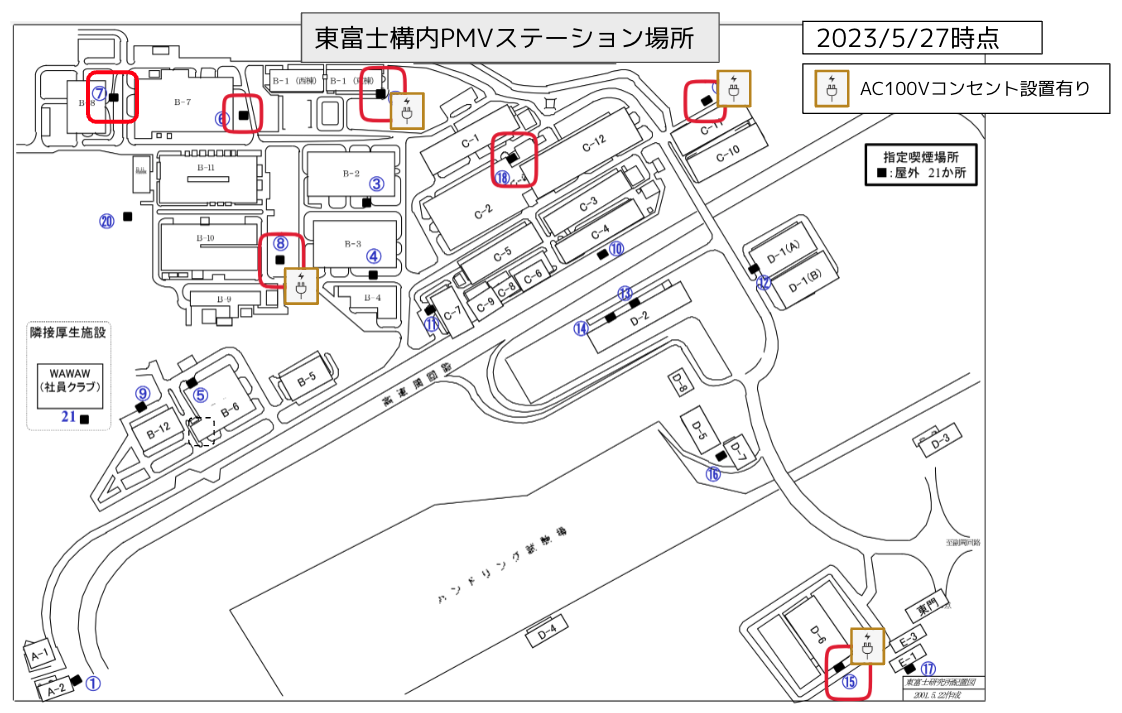 東富士構内PMVステーション場所
2023/5/27時点
AC100Vコンセント設置有り
指定喫煙場所
■:屋外 21か所
B-8
⑦
B-7
⑥
B-1 (西棟)
B-1 (東棟)
C-1
C-12
⑱
C-11
C-10
B-11
B-2
③
C-2
C-3
C-4
⑩
⑳
B-10
⑧
B-3
④
C-5
C-6
C-8
C-9
C-7
⑪
D-1(A)
D-1(B)
⑫
B-9
B-4
⑬
⑭
D-2
隣接厚生施設
WAWAW
(社員クラブ)
21
⑨
⑤
B-5
B-6
B-12
高速周回路
D-8
D-5
D-7
⑯
D-3
ハンドリング試験場
至周回路
D-4
D-6
東門
E-3
E-1
⑰
⑮
A-1
A-2
①
東富士研究所配置図
2001.5.22作成